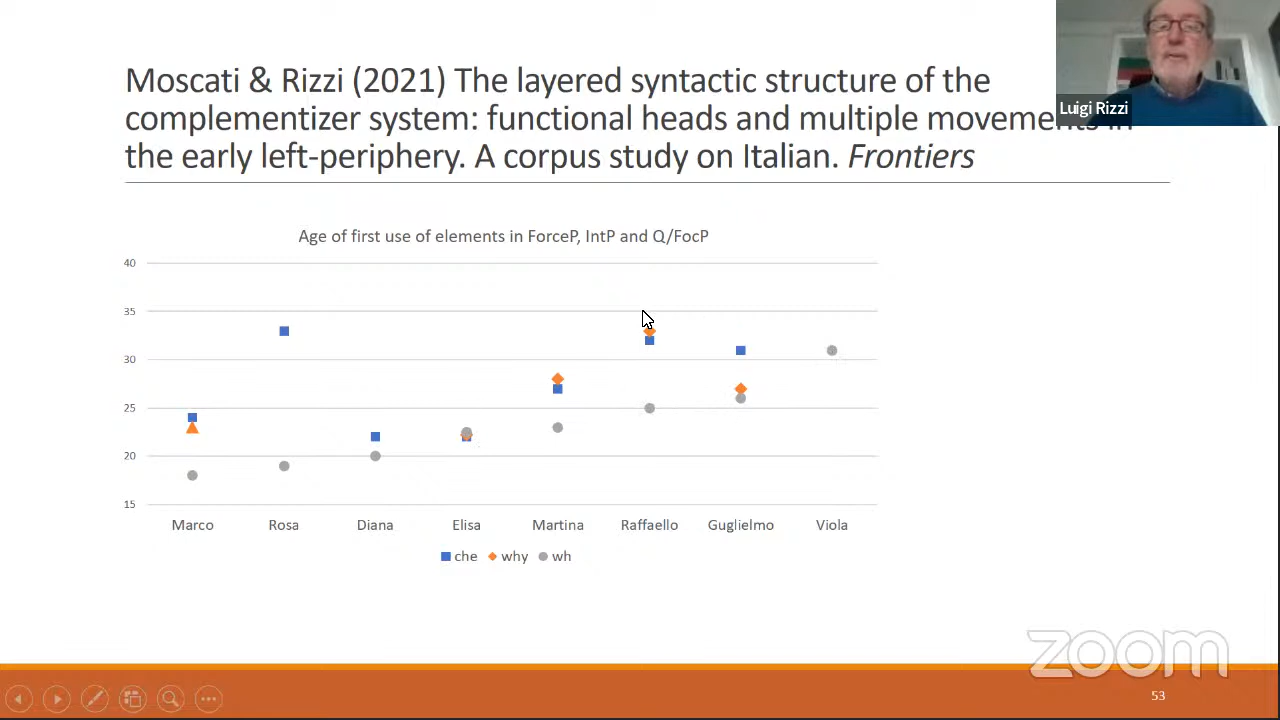 Moscati & Rizzi (2021) The layered syntactic structure of the
complementizer system: functional heads and multiple movements in
the early left-periphery. A corpus study on Italian. Frontiers
Luigi Rizzi
Age of first use of elements in ForceP, IntP and Q/FocP
40
35
30
25
20
15
Marco Rosa Diana Elisa Martina Raffaello Guglielmo Viola
che why wh
zoom
53